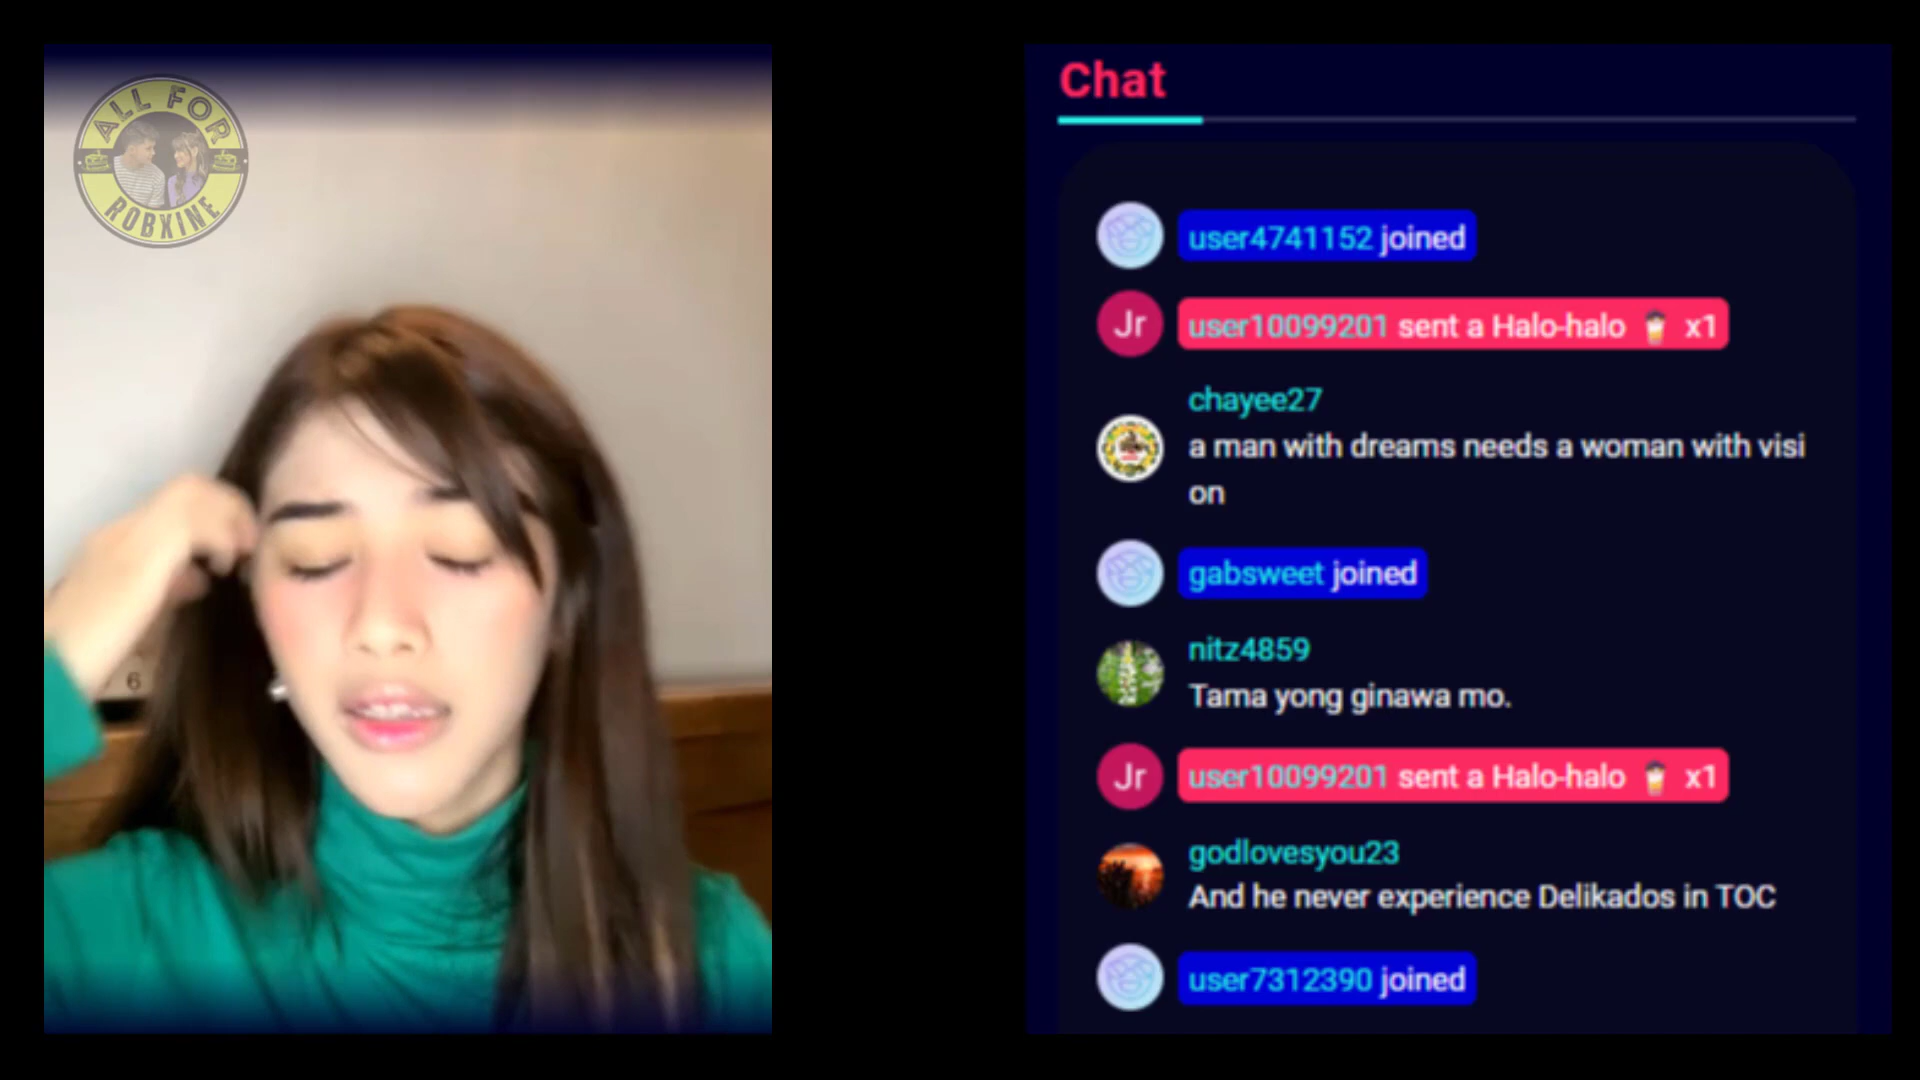 ALL FOR
ROBXINE
6
Chat
user4741152 joined
Jr
user10099201 sent a Halo-halo x1
chayee27
a man with dreams needs a woman with visi
on
gabsweet joined
nitz4859
Tama yong ginawa mo.
Jr
user10099201 sent a Halo-halo x1
godlovesyou23
And he never experience Delikados in TOC
user7312390 joined